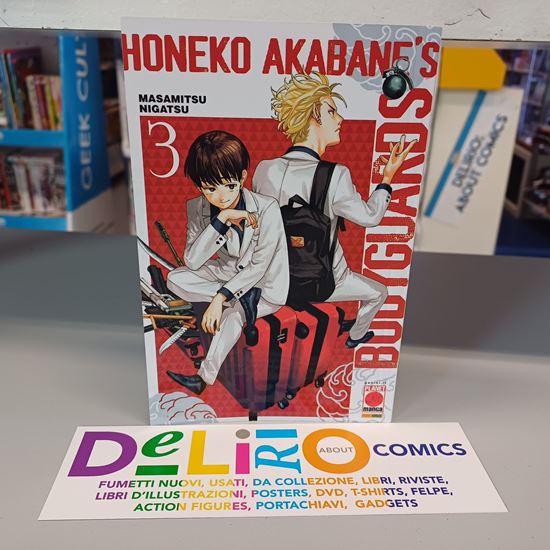 HONEKO AKABANE'S
BODYGUARDS
MASAMITSU
NIGATSU
3
PLANET
manga
GEEK CUL
DELIRIO
ABOUT COMICS
DeLiRiO
ABOUT
COMICS
FUMETTI NUOVI, USATI, DA COLLEZIONE, LIBRI, RIVISTE,
LIBRI D'ILLUSTRAZIONI, POSTERS, DVD, T-SHIRTS, FELPE,
ACTION FIGURES, PORTACHIAVI, GADGETS